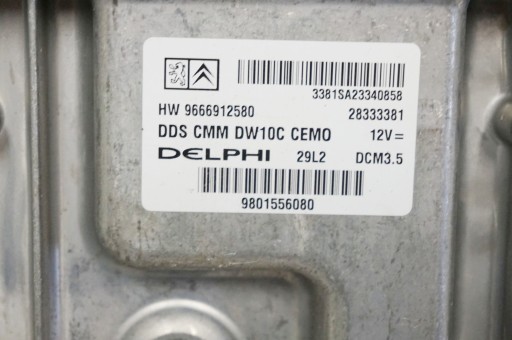 3381SA23340858
HW 9666912580 28333381
DDS CMM DW10C CEMO 12V=
DELPHI 29L2 DCM3.5
9801556080